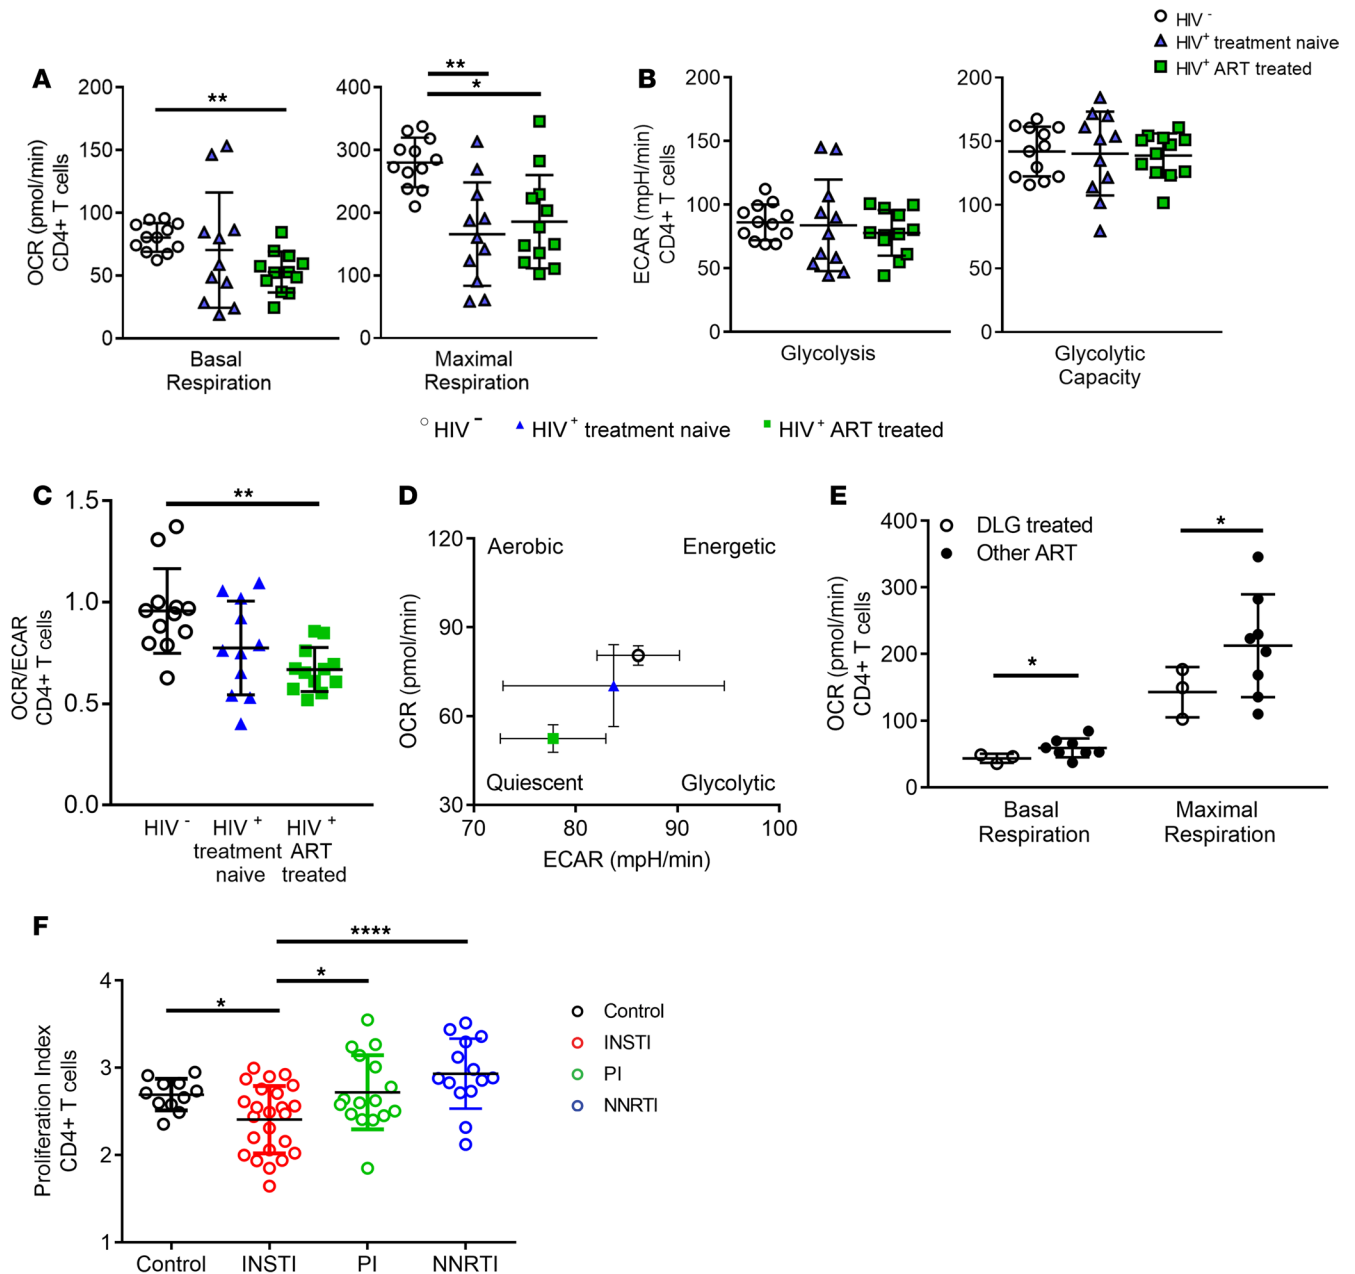 HIV -
HIV+ treatment naive
HIV+ ART treated
A
OCR (pmol/min)
CD4+ T cells
200
150
100
50
0
**
Basal
Respiration
400
300
200
100
0
**
*
Maximal
Respiration
B
ECAR (mpH/min)
CD4+ T cells
200
150
100
50
0
Glycolysis
200
150
100
50
0
Glycolytic
Capacity
HIV - HIV + treatment naive HIV + ART treated
C
OCR/ECAR
CD4+ T cells
1.5
1.0
0.5
0.0
**
HIV - HIV + HIV +
treatment ART
naive treated
D
OCR (pmol/min)
120
90
60
30
Aerobic Energetic
Quiescent Glycolytic
70 80 90 100
ECAR (mpH/min)
E
OCR (pmol/min)
CD4+ T cells
400
300
200
100
0
DLG treated
Other ART
*
*
Basal
Respiration
Maximal
Respiration
F
Proliferation Index
CD4+ T cells
4
3
2
1
****
*
*
Control INSTI PI NNRTI
Control
INSTI
PI
NNRTI